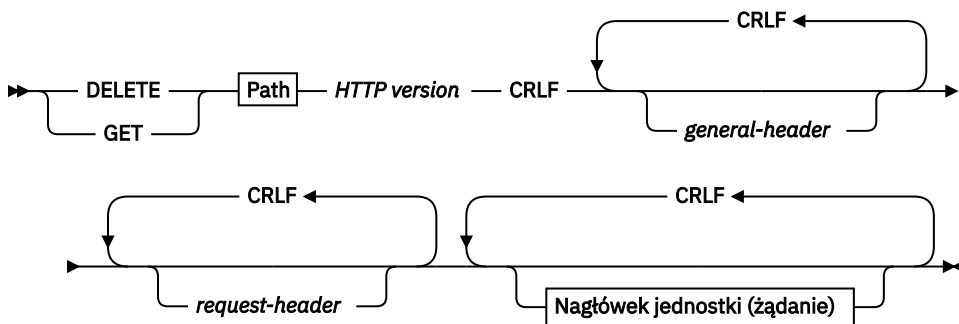 CRLF
DELETE Path HTTP version CRLF
GET general-header
CRLF CRLF
request-header Nagłówek jednostki (żądanie)